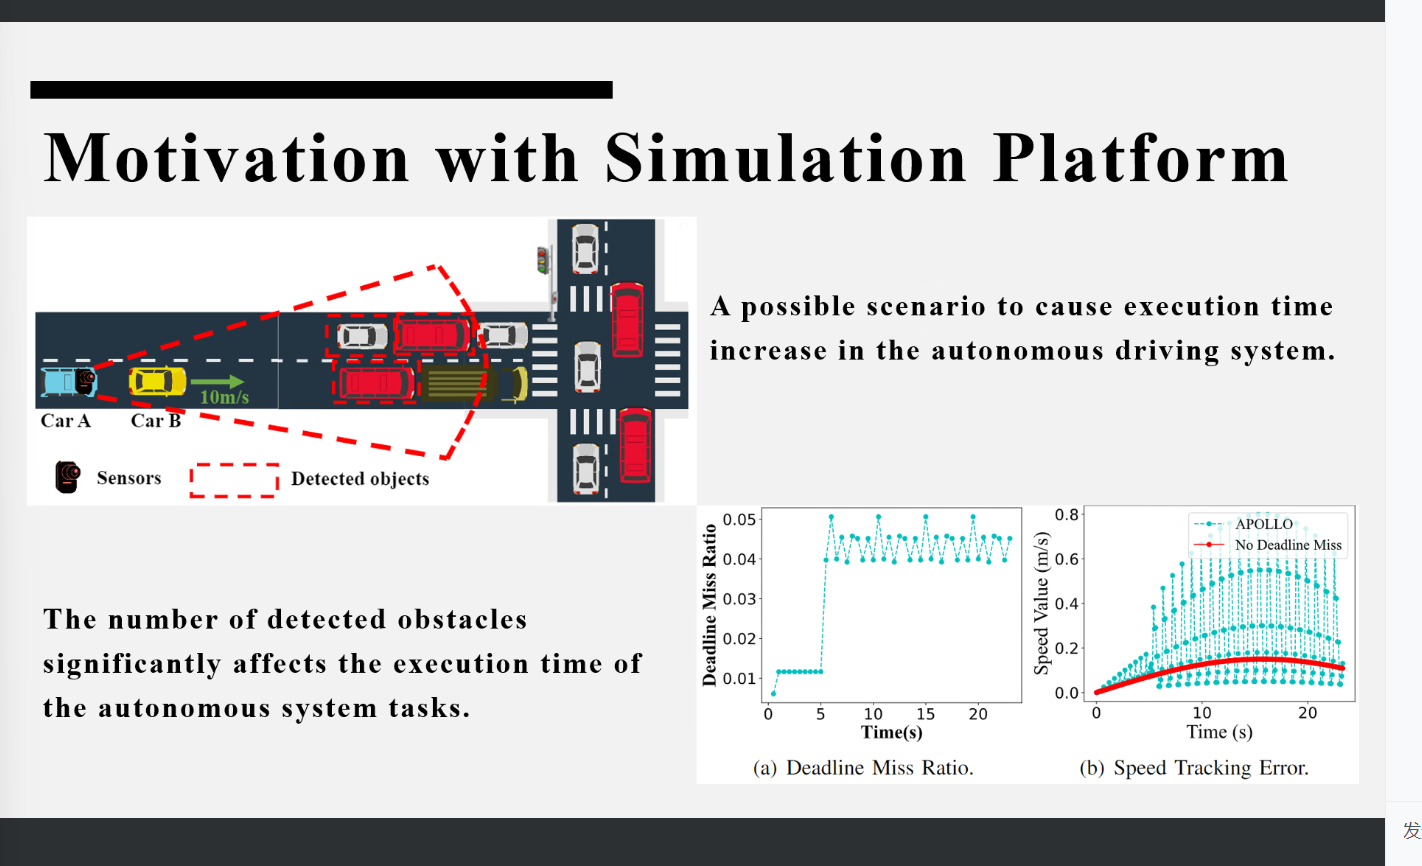 Motivation with Simulation Platform
10m/s
Car A
Car B
Sensors
Detected objects
A possible scenario to cause execution time
increase in the autonomous driving system.
The number of detected obstacles
significantly affects the execution time of
the autonomous system tasks.
Deadline Miss Ratio
0.05
0.04
0.03
0.02
0.01
0 5 10 15 20
Time(s)
(a) Deadline Miss Ratio.
Speed Value (m/s)
0.8
0.6
0.4
0.2
0.0
APOLLO
No Deadline Miss
0 10 20
Time (s)
(b) Speed Tracking Error.
发